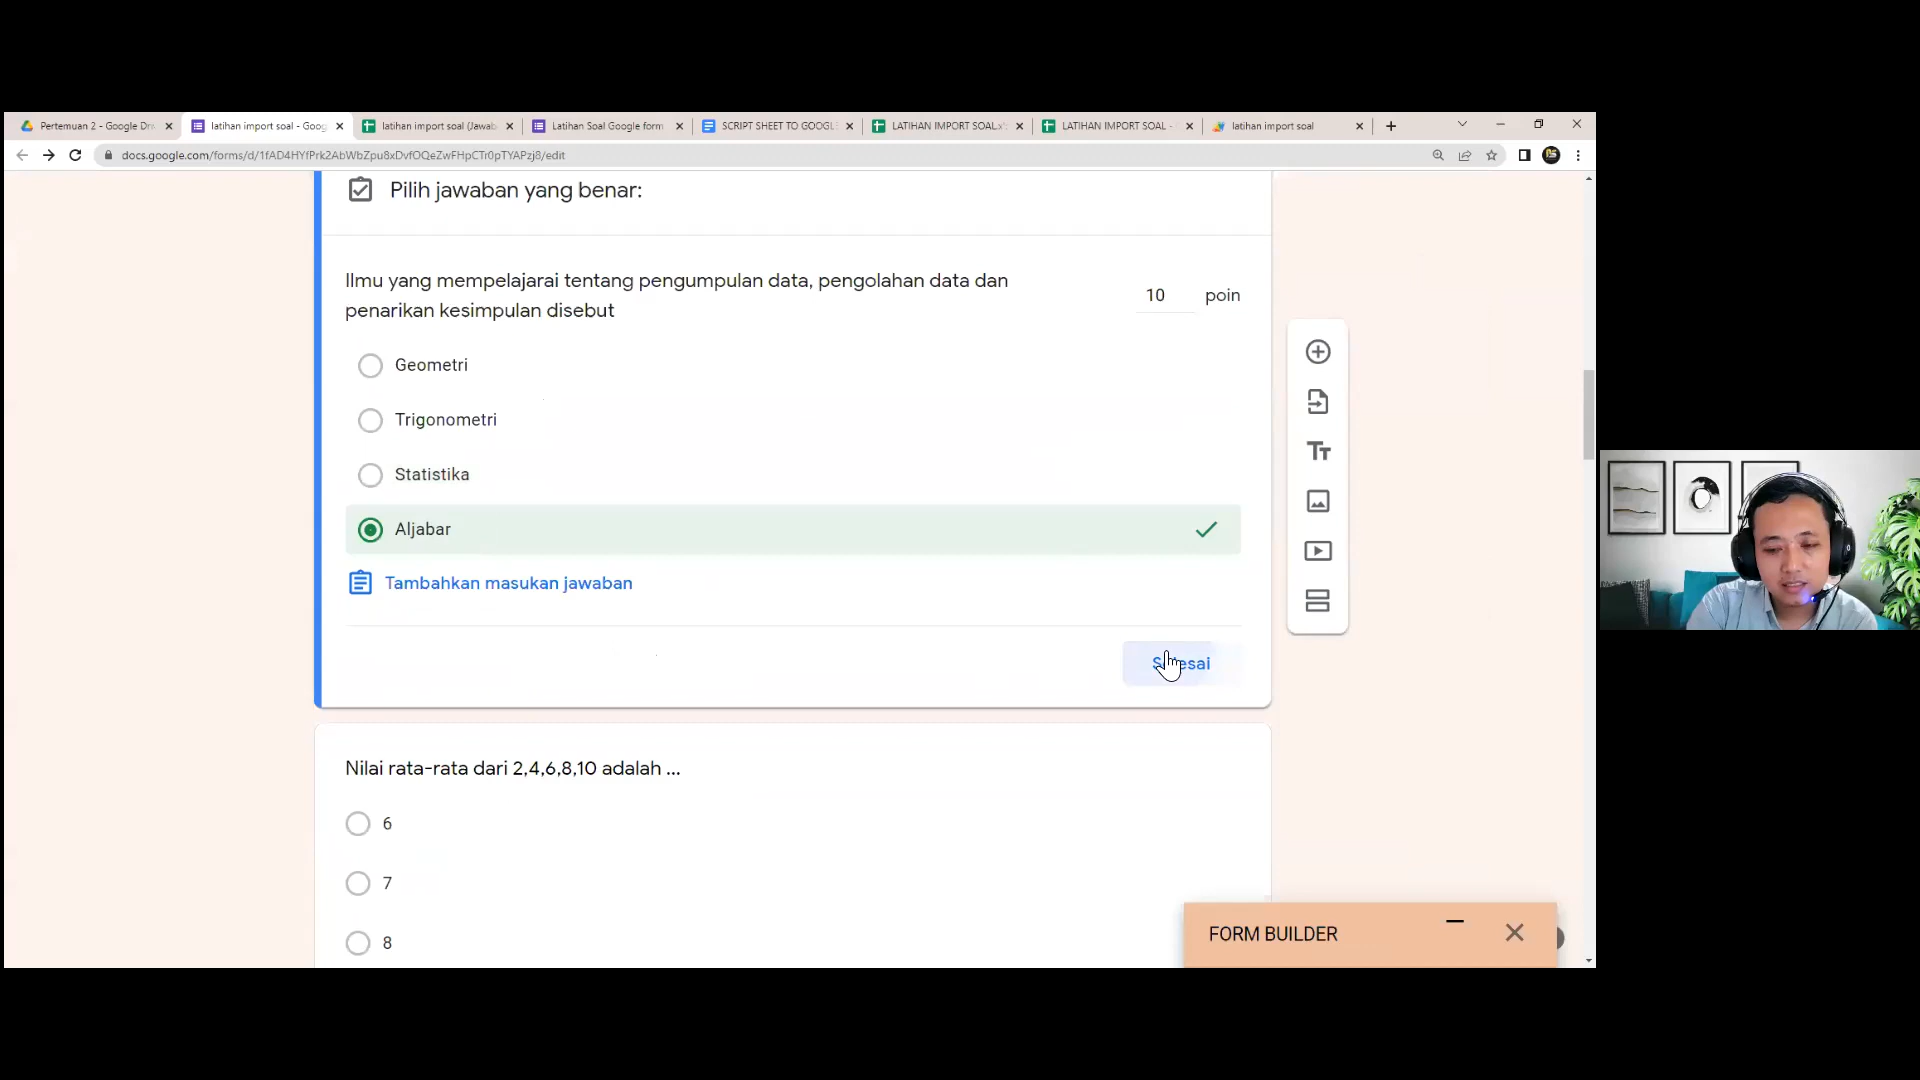 Pertemuan 2 - Google Dri
latihan import soal - Goog
latihan import soal (Jawab
Latihan Soal Google form
SCRIPT SHEET TO GOOGL
LATIHAN IMPORT SOAL.x
LATIHAN IMPORT SOAL -
latihan import soal
docs.google.com/forms/d/1fAD4HYfPrk2AbWbZpu8xDvfOQeZwFHpCTr0pTYAPzj8/edit
Pilih jawaban yang benar:
Ilmu yang mempelajarai tentang pengumpulan data, pengolahan data dan
penarikan kesimpulan disebut
10 poin
Geometri
Trigonometri
Statistika
Aljabar
Tambahkan masukan jawaban
Selesai
Nilai rata-rata dari 2,4,6,8,10 adalah ...
6
7
8
FORM BUILDER